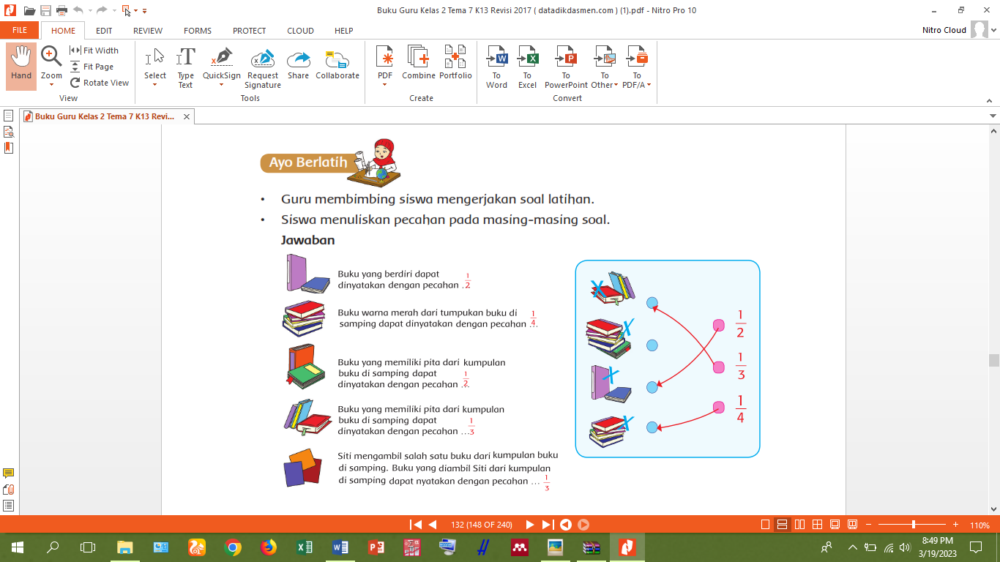 Buku Guru Kelas 2 Tema 7 K13 Revisi 2017 ( datadikdasmen.com ) (1).pdf - Nitro Pro 10
FILE HOME EDIT REVIEW FORMS PROTECT CLOUD HELP Nitro Cloud
Hand
Zoom
Fit Width
Fit Page
Rotate View
View
Select
Type Text
QuickSign
Request Signature
Share
Collaborate
Tools
PDF
Combine
Portfolio
Create
To Word
To Excel
To PowerPoint
To Other
To PDF/A
Convert
Buku Guru Kelas 2 Tema 7 K13 Revi...
Ayo Berlatih
• Guru membimbing siswa mengerjakan soal latihan.
• Siswa menuliskan pecahan pada masing-masing soal.
Jawaban
Buku yang berdiri dapat
dinyatakan dengan pecahan . 1/2
Buku warna merah dari tumpukan buku di
samping dapat dinyatakan dengan pecahan ... 1/4
Buku yang memiliki pita dari kumpulan
buku di samping dapat
dinyatakan dengan pecahan ... 1/2
Buku yang memiliki pita dari kumpulan
buku di samping dapat
dinyatakan dengan pecahan ... 1/3
Siti mengambil salah satu buku dari kumpulan buku
di samping. Buku yang diambil Siti dari kumpulan
di samping dapat nyatakan dengan pecahan ... 1/3
X
X
X
X
1/2
1/3
1/4
132 (148 OF 240)
110%
8:49 PM
3/19/2023